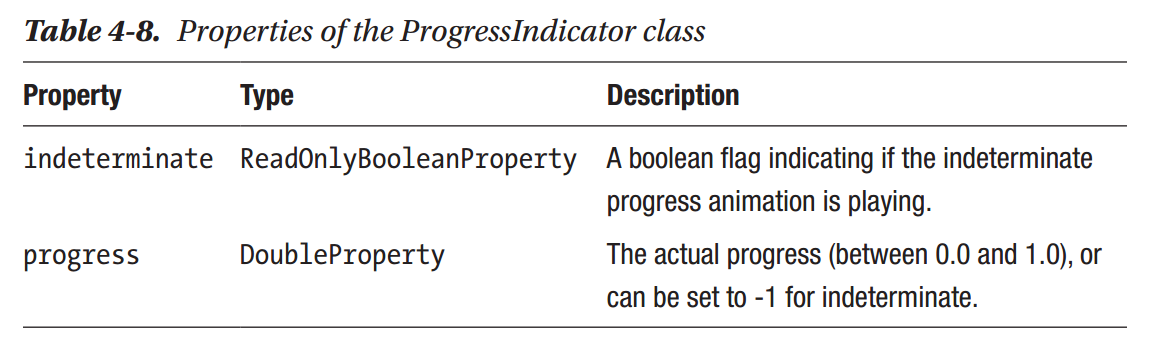 Table 4-8. Properties of the ProgressIndicator class
Property Type Description
indeterminate ReadOnlyBooleanProperty A boolean flag indicating if the indeterminate
progress animation is playing.
progress DoubleProperty The actual progress (between 0.0 and 1.0), or
can be set to -1 for indeterminate.